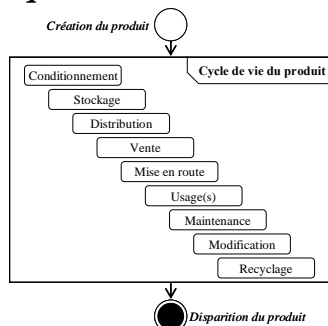 Création du produit
Cycle de vie du produit
Conditionnement
Stockage
Distribution
Vente
Mise en route
Usage(s)
Maintenance
Modification
Recyclage
Disparition du produit